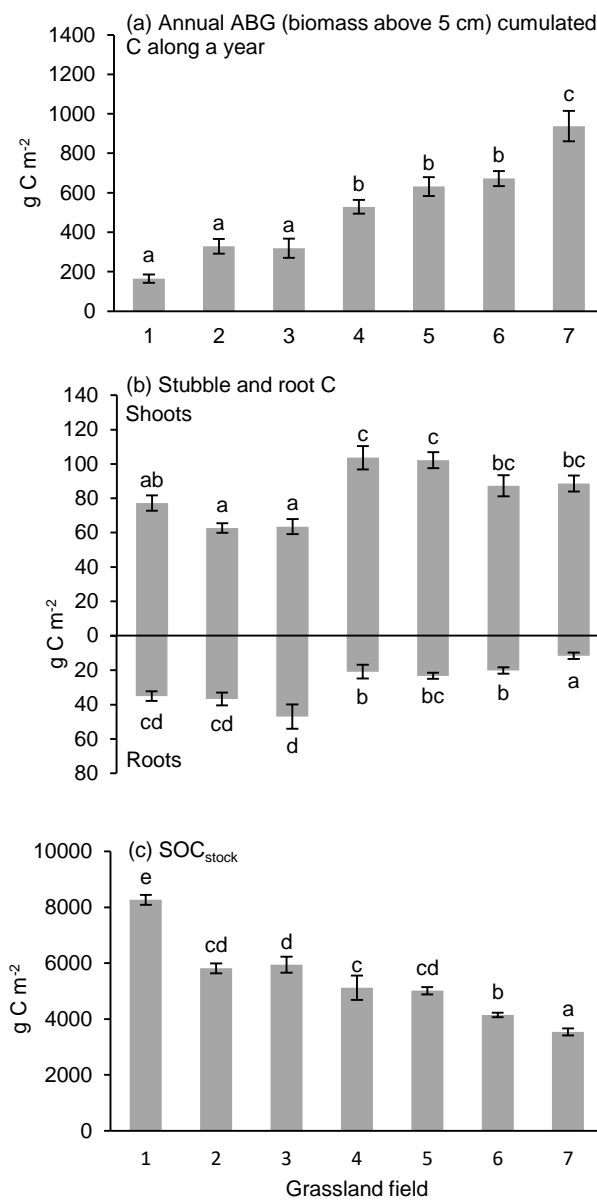 (a) Annual ABG (biomass above 5 cm) cumulated
C along a year
1400
1200
1000
800
600
400
200
0
g C m-2
a
a
a
b
b
b
c
1 2 3 4 5 6 7
(b) Stubble and root C
Shoots
140
120
100
80
60
40
20
0
20
40
60
80
g C m-2
ab
a
a
c
c
bc
bc
cd
cd
d
b
bc
b
a
Roots
(c) SOCstock
10000
8000
6000
4000
2000
0
g C m-2
e
cd
d
c
cd
b
a
1 2 3 4 5 6 7
Grassland field